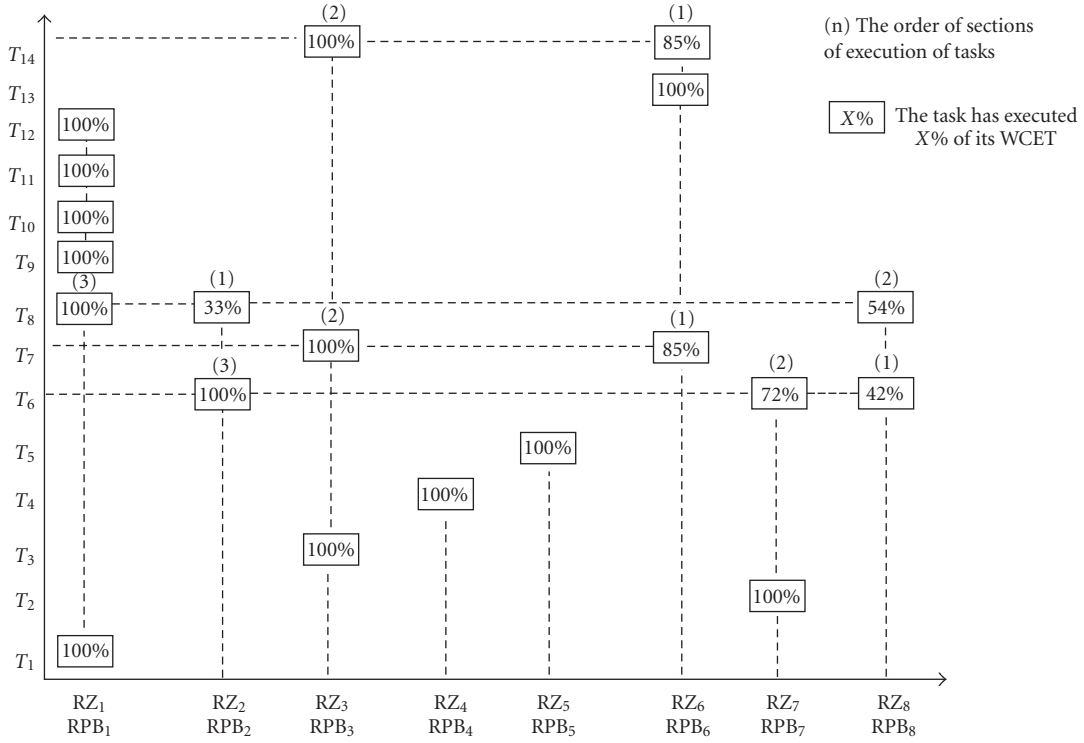 (2) (1) (n) The order of sections
T14 100% 85% of execution of tasks
T13 100%
T12 100% X% The task has executed
X% of its WCET
T11 100%
T10 100%
T9 100%
(3) (1) (2)
T8 100% 33% 54%
(2) (1)
T7 100% 85%
(3) (2) (1)
T6 100% 72% 42%
T5 100%
T4 100%
T3 100%
T2 100%
T1 100%
RZ1 RZ2 RZ3 RZ4 RZ5 RZ6 RZ7 RZ8
RPB1 RPB2 RPB3 RPB4 RPB5 RPB6 RPB7 RPB8